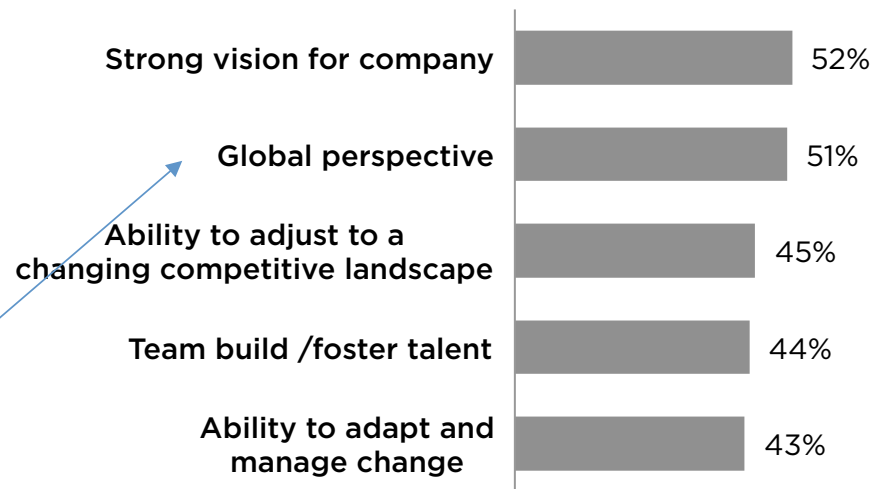 Strong vision for company 52%
Global perspective 51%
Ability to adjust to a
changing competitive landscape 45%
Team build /foster talent 44%
Ability to adapt and
manage change 43%